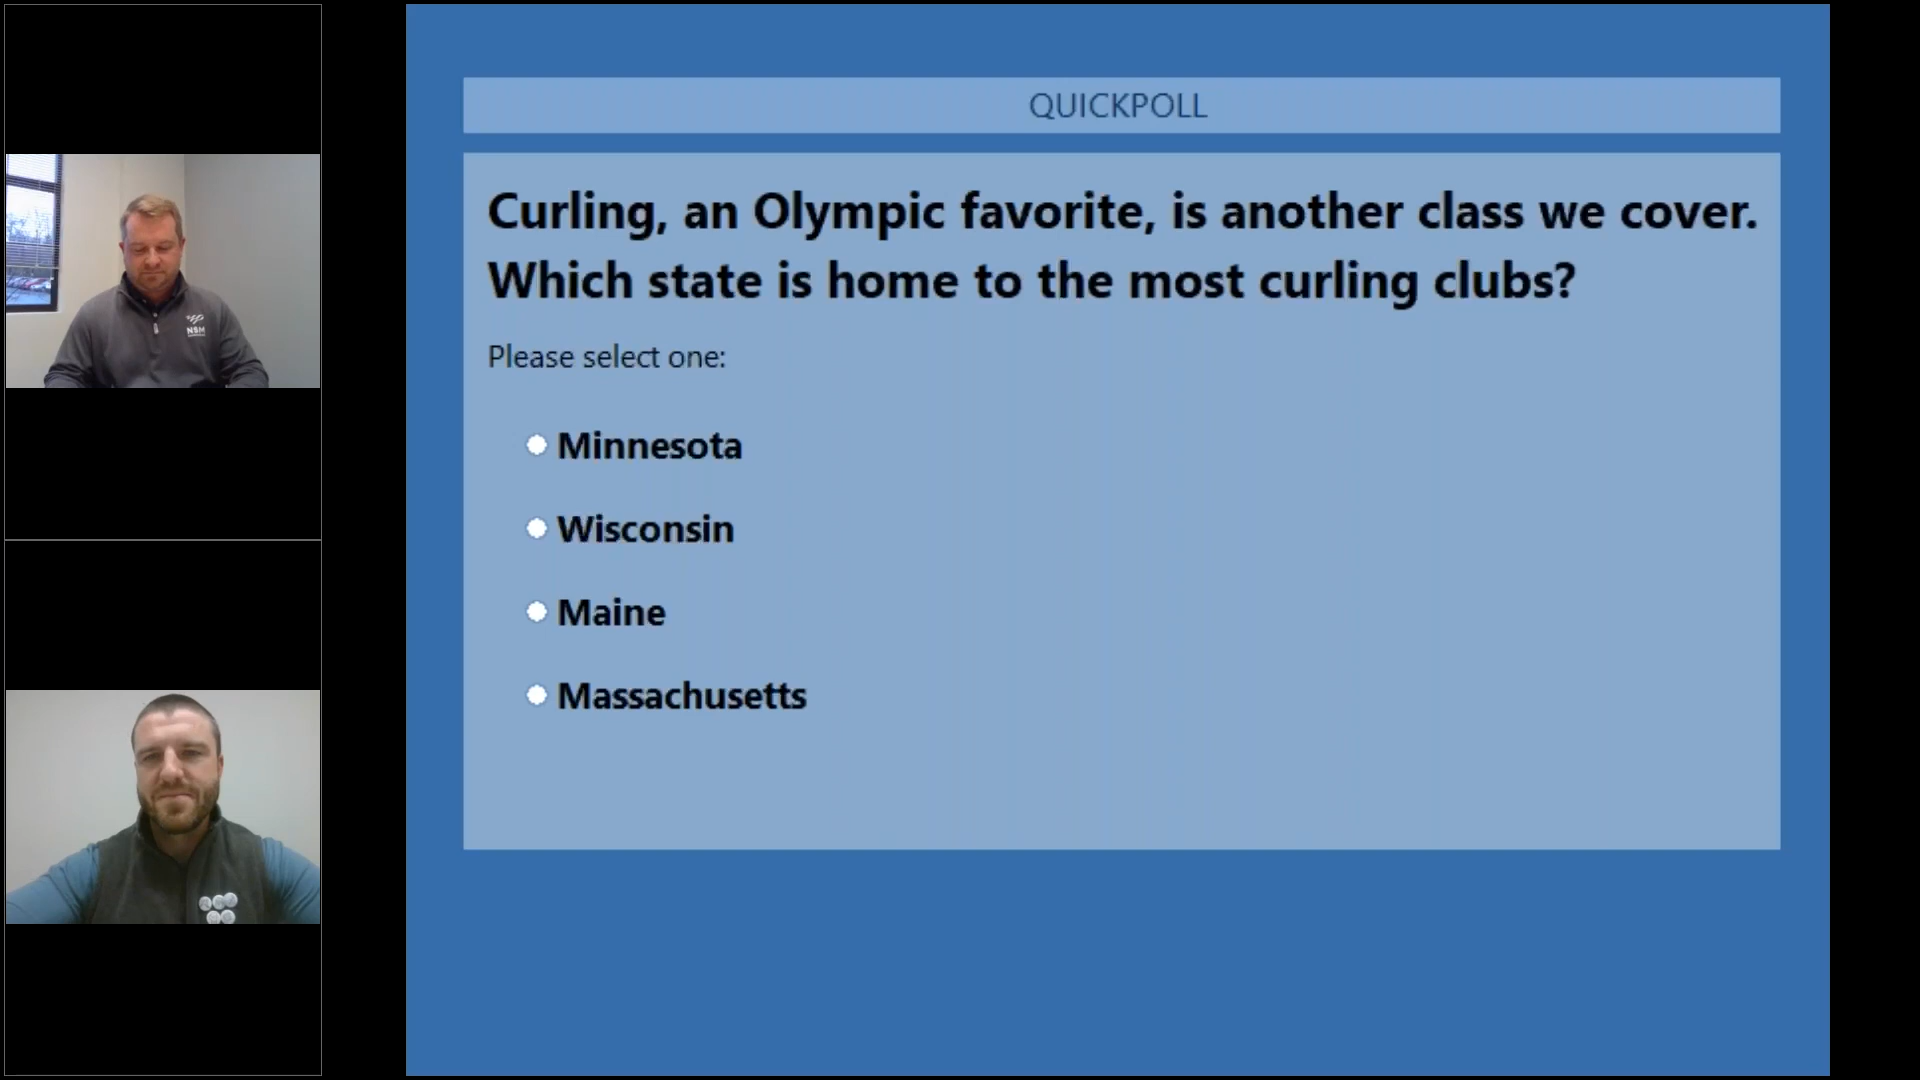 NSM
QUICKPOLL
Curling, an Olympic favorite, is another class we cover.
Which state is home to the most curling clubs?
Please select one:
Minnesota
Wisconsin
Maine
Massachusetts